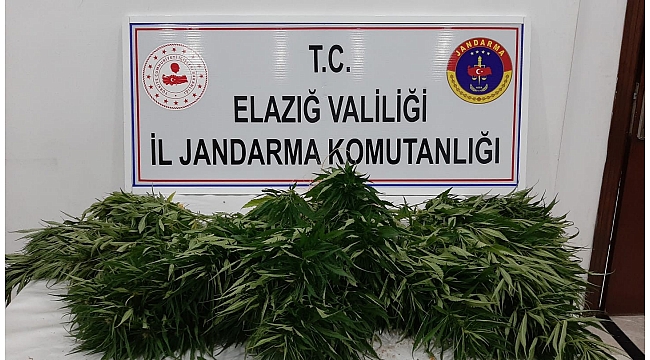 T.C.
ELAZIĞ VALİLİĞİ
İL JANDARMA KOMUTANLIĞI
JANDARMA